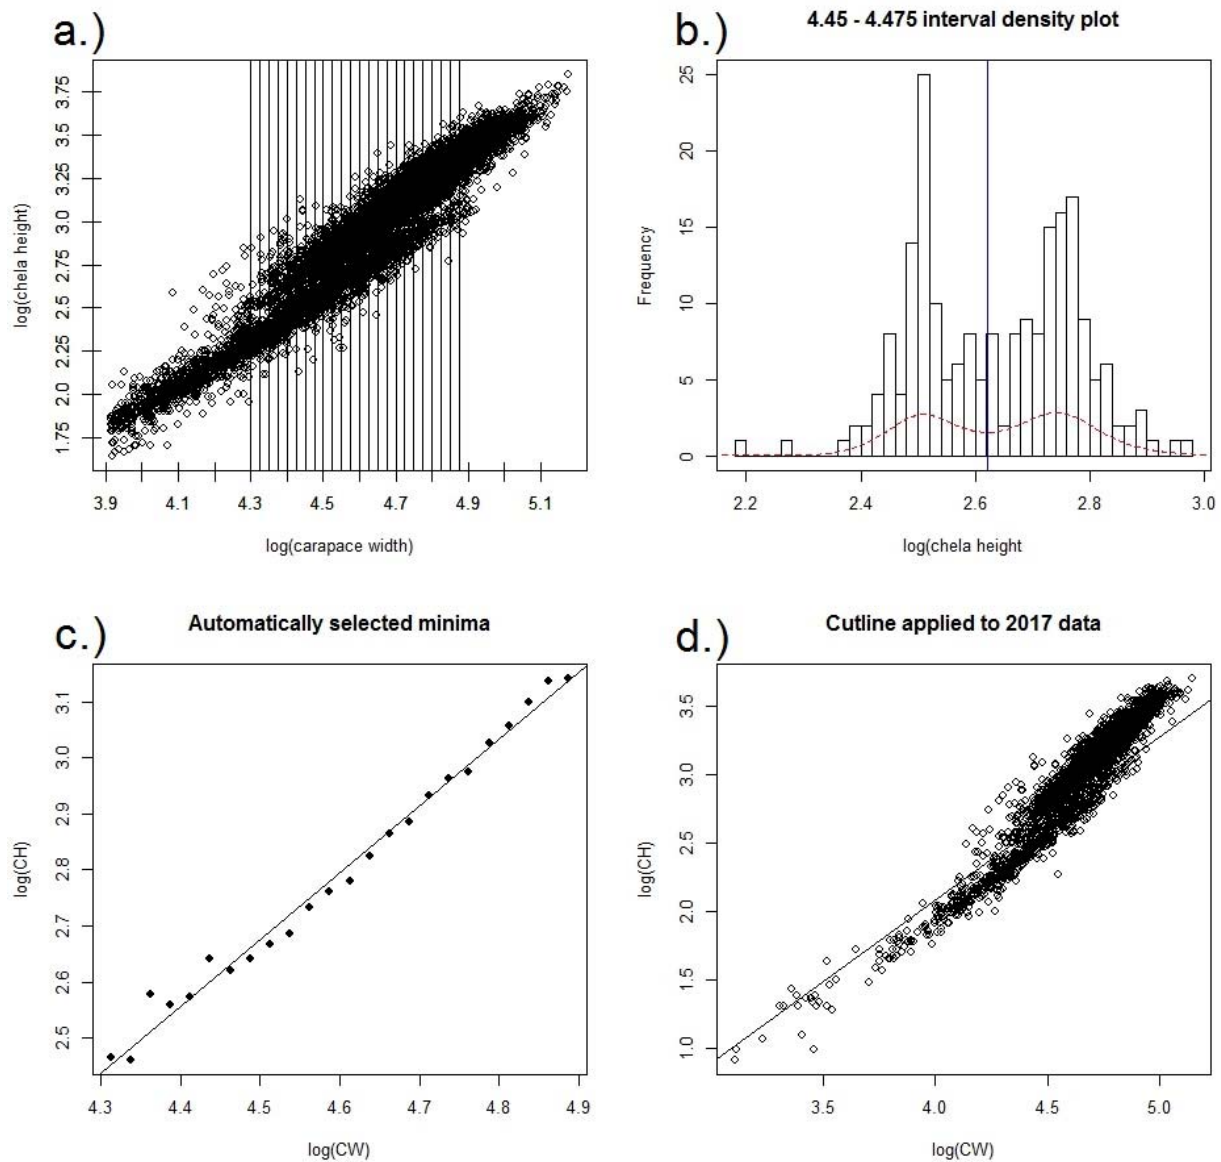 a.)
3.75
3.5
3.25
3.0
2.75
2.5
2.25
2.0
1.75
log(chela height)
3.9 4.1 4.3 4.5 4.7 4.9 5.1
log(carapace width)
b.)
4.45 - 4.475 interval density plot
25
20
15
10
5
0
Frequency
2.2 2.4 2.6 2.8 3.0
log(chela height
c.)
Automatically selected minima
3.1
3.0
2.9
2.8
2.7
2.6
2.5
log(CH)
4.3 4.4 4.5 4.6 4.7 4.8 4.9
log(CW)
d.)
Cutline applied to 2017 data
3.5
3.0
2.5
2.0
1.5
1.0
log(CH)
3.5 4.0 4.5 5.0
log(CW)